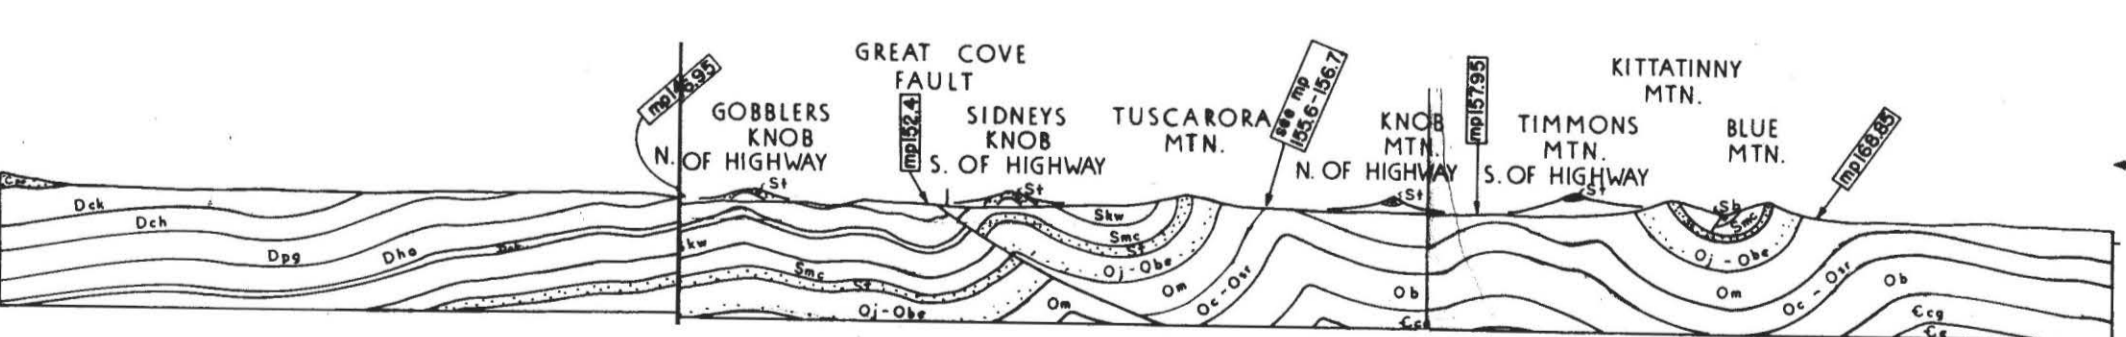 GREAT COVE
FAULT
KITTATINNY
MTN.
GOBBLERS
KNOB
N. OF HIGHWAY
mp152.4
SIDNEYS
KNOB
S. OF HIGHWAY
TUSCARORA
MTN.
see mp
155.6-156.7
KNOB
MTN.
N. OF HIGHWAY
mp157.95
TIMMONS
MTN.
S. OF HIGHWAY
BLUE
MTN.
mp168.85
St
St
St
St
Dck
Dch
Dpg
Dha
Skw
Smc
St
Oj-Obe
Skw
Smc
St
Oj-Obe
Om
Om
Oc-Osr
Ob
Sb
Smc
Oj-Obe
Om
Oc-Osr
Ob
Ꞓcg